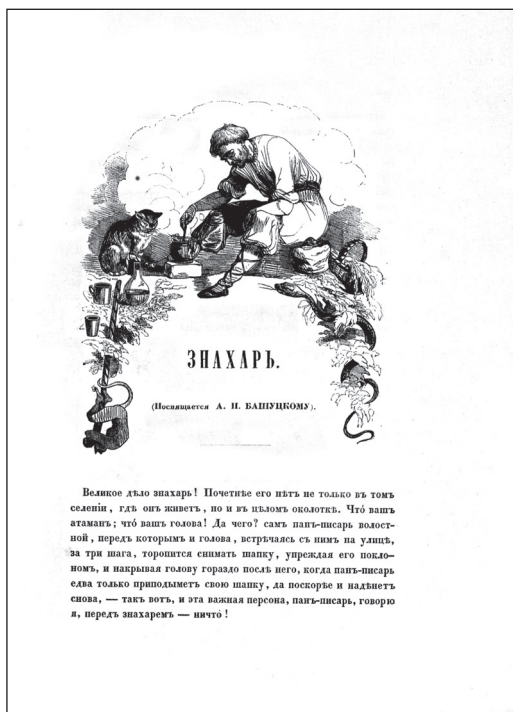 ЗНАХАРЬ.
(Посвящается А. П. БАШУЦКОМУ).
Великое дѣло знахарь! Почетнѣе его нѣтъ не только въ томъ
селеніи, гдѣ онъ живетъ, но и въ цѣломъ околоткѣ. Что́ вашъ
атаманъ; что́ вашъ голова! Да чего? самъ панъ-писарь волост-
ной, передъ которымъ и голова, встрѣчаясь съ нимъ на улицѣ,
за три шага, торопится снимать шапку, упреждая его покло-
номъ, и накрывая голову гораздо послѣ него, когда панъ-писарь
едва только приподыметъ свою шапку, да поскорѣе и надѣнетъ
снова, — такъ вотъ, и эта важная персона, панъ-писарь, говорю
я, передъ знахаремъ — ничто́!